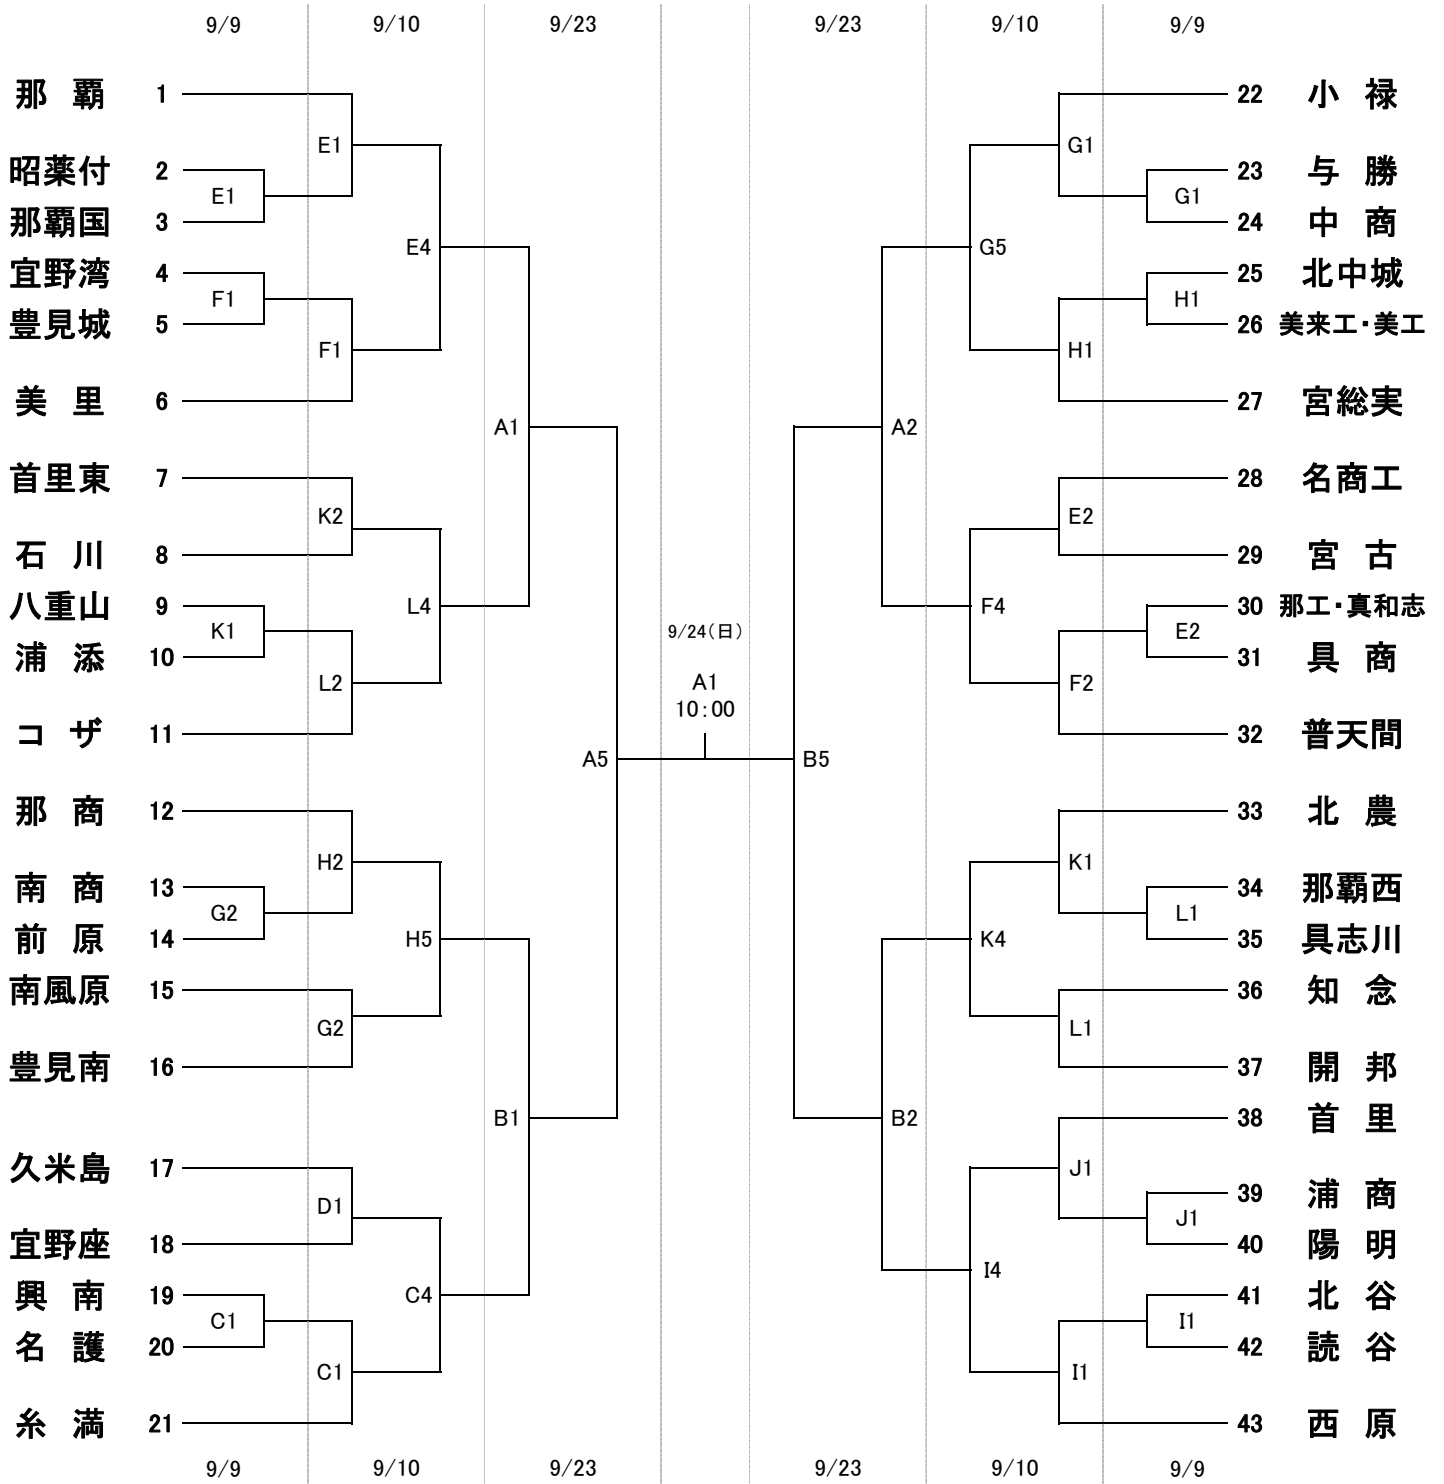 9/9 9/10 9/23 9/23 9/10 9/9
那覇 1 22 小禄
E1 G1
昭薬付 2 23 与勝
E1 G1
那覇国 3 24 中商
E4 G5
宜野湾 4 25 北中城
F1 H1
豊見城 5 26 美来工・美工
F1 H1
美里 6 27 宮総実
A1 A2
首里東 7 28 名商工
K2 E2
石川 8 29 宮古
八重山 9 L4 F4 30 那工・真和志
K1 9/24(日) E2
浦添 10 31 具商
L2 A1 F2
10:00
コザ 11 32 普天間
A5 B5
那商 12 33 北農
H2 K1
南商 13 34 那覇西
G2 L1
前原 14 H5 K4 35 具志川
南風原 15 36 知念
G2 L1
豊見南 16 37 開邦
B1 B2 38 首里
久米島 17 J1
D1 39 浦商
J1
宜野座 18 40 陽明
I4
興南 19 C4 41 北谷
C1 I1
名護 20 42 読谷
C1 I1
糸満 21 43 西原
9/9 9/10 9/23 9/23 9/10 9/9